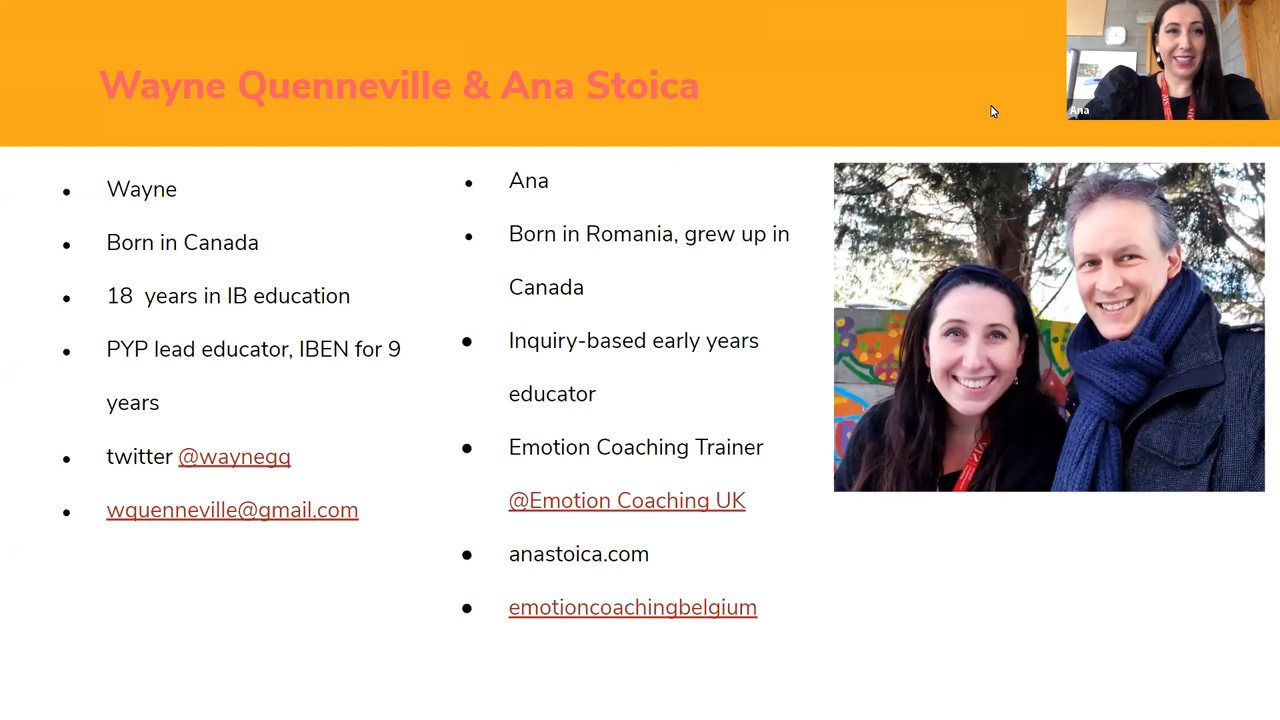 Wayne Quenneville & Ana Stoica
Ana
Wayne
Born in Canada
18 years in IB education
PYP lead educator, IBEN for 9
years
twitter @waynegq
wquenneville@gmail.com
Ana
Born in Romania, grew up in
Canada
Inquiry-based early years
educator
Emotion Coaching Trainer
@Emotion Coaching UK
anastoica.com
emotioncoachingbelgium